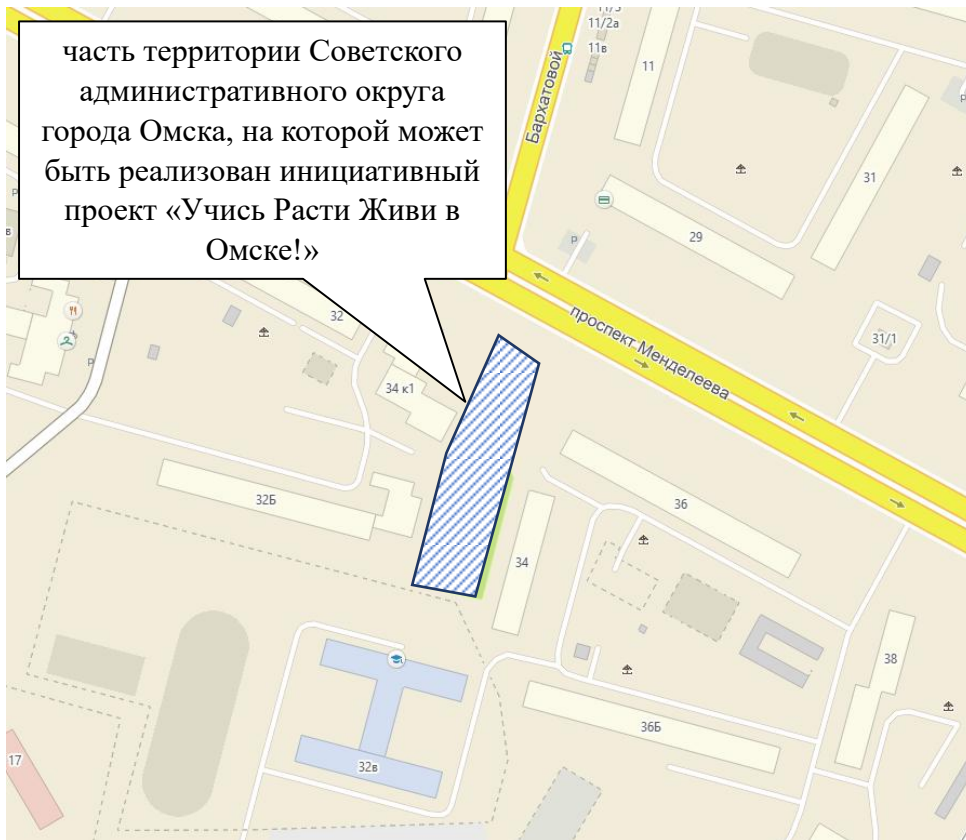 часть территории Советского
административного округа
города Омска, на которой может
быть реализован инициативный
проект «Учись Расти Живи в
Омске!»
11/2а
11в
11
Бархатовой
31
29
P
31/1
проспект Менделеева
32
34 к1
P
32Б
36
34
38
36Б
32в
17